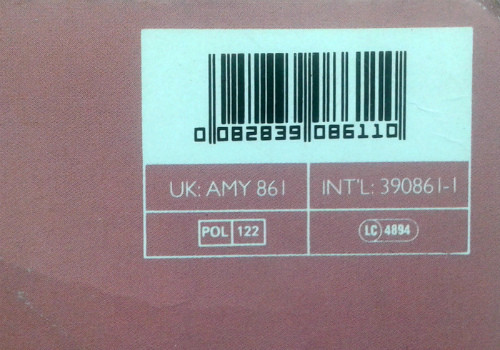 0 082839 086110
UK: AMY 861 INT'L: 390861-1
POL 122 LC 4894